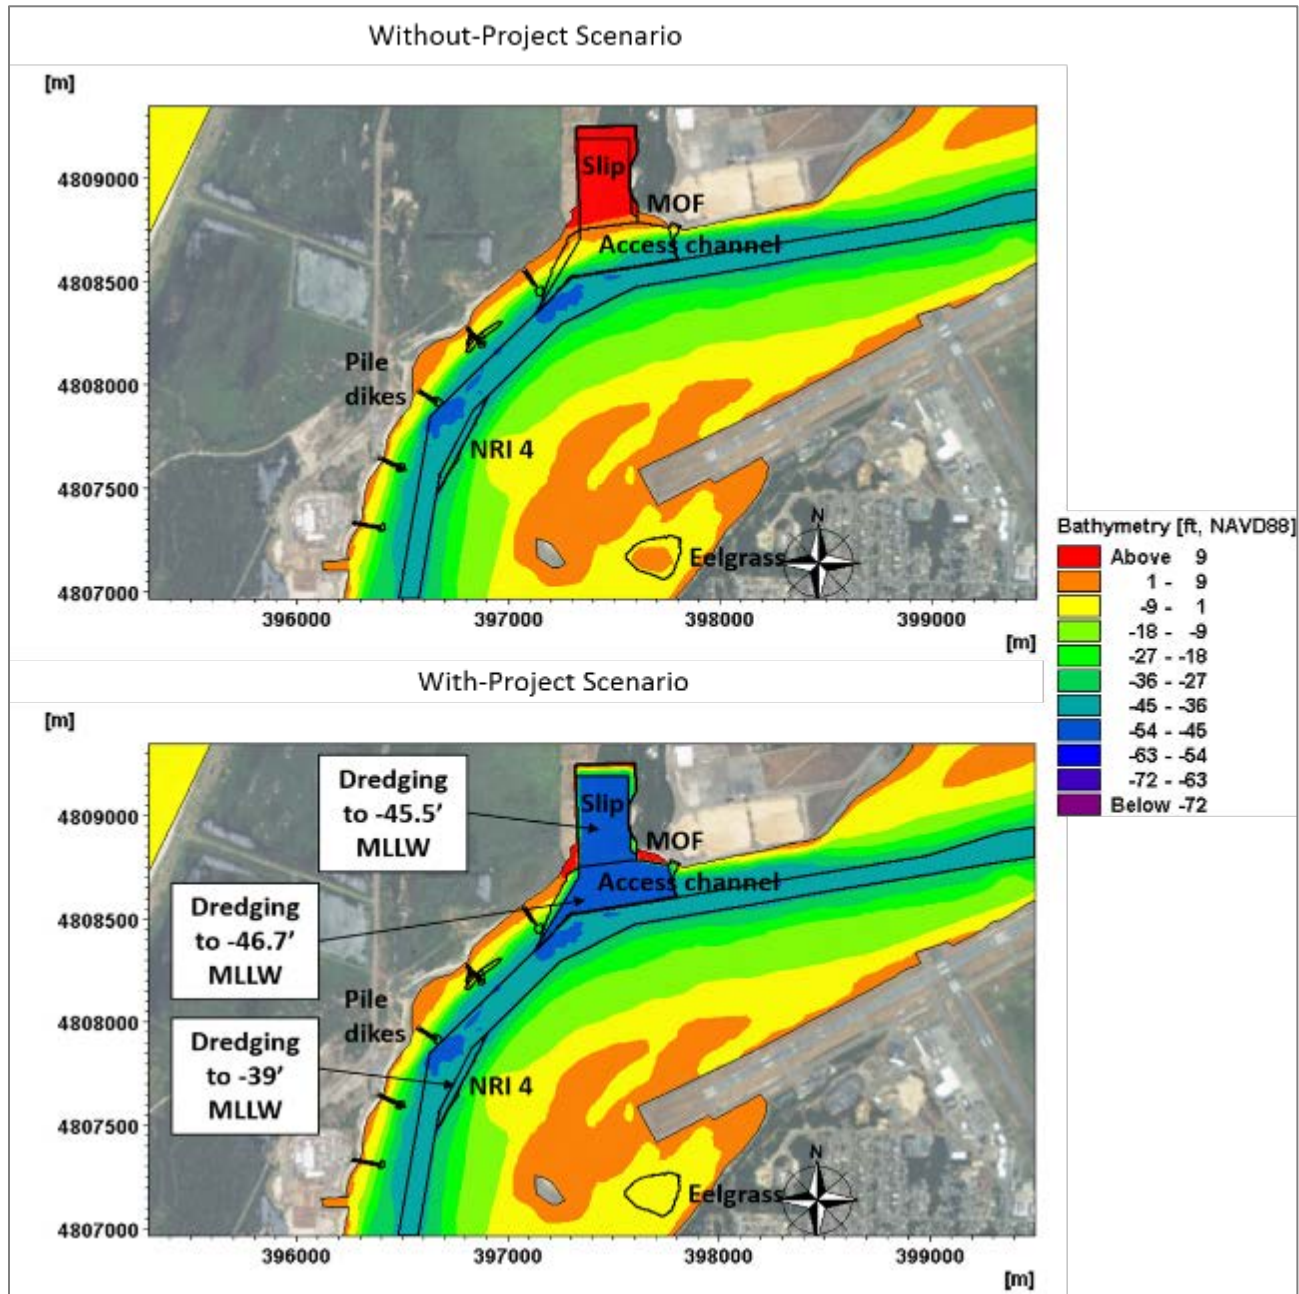 Without-Project Scenario
[m]
4809000
4808500
4808000
4807500
4807000
Slip
MOF
Access channel
Pile
dikes
NRI 4
Eelgrass
N
396000
397000
398000
399000
[m]
Bathymetry [ft, NAVD88]
Above 9
1 - 9
-9 - 1
-18 - -9
-27 - -18
-36 - -27
-45 - -36
-54 - -45
-63 - -54
-72 - -63
Below -72
With-Project Scenario
[m]
4809000
4808500
4808000
4807500
4807000
Dredging
to -45.5'
MLLW
Slip
MOF
Access channel
Dredging
to -46.7'
MLLW
Pile
dikes
Dredging
to -39'
MLLW
NRI 4
Eelgrass
N
396000
397000
398000
399000
[m]